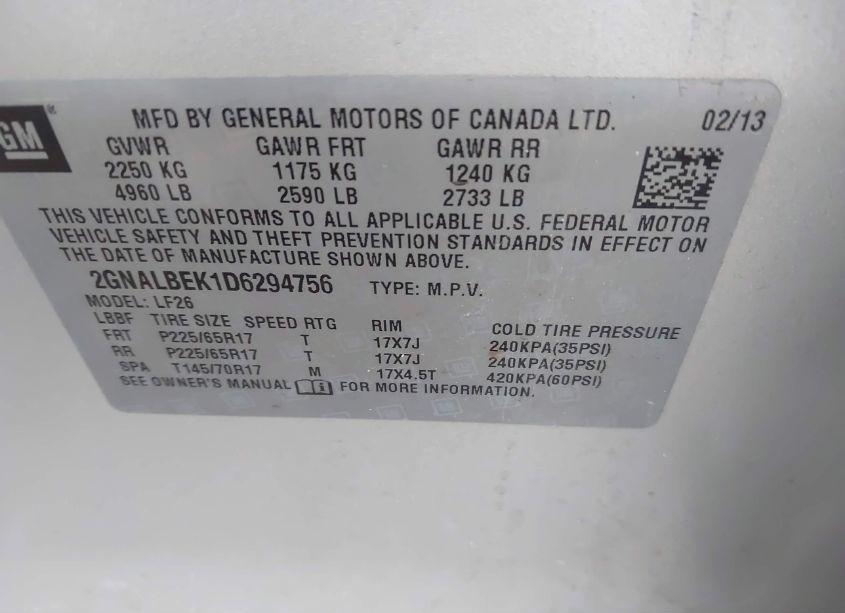 GM
MFD BY GENERAL MOTORS OF CANADA LTD. 02/13
GVWR GAWR FRT GAWR RR
2250 KG 1175 KG 1240 KG
4960 LB 2590 LB 2733 LB
THIS VEHICLE CONFORMS TO ALL APPLICABLE U.S. FEDERAL MOTOR
VEHICLE SAFETY AND THEFT PREVENTION STANDARDS IN EFFECT ON
THE DATE OF MANUFACTURE SHOWN ABOVE.
2GNALBEK1D6294756 TYPE: M.P.V.
MODEL: LF26
LBBF TIRE SIZE SPEED RTG RIM COLD TIRE PRESSURE
FRT P225/65R17 T 17X7J 240KPA(35PSI)
RR P225/65R17 T 17X7J 240KPA(35PSI)
SPA T145/70R17 M 17X4.5T 420KPA(60PSI)
SEE OWNER'S MANUAL FOR MORE INFORMATION.